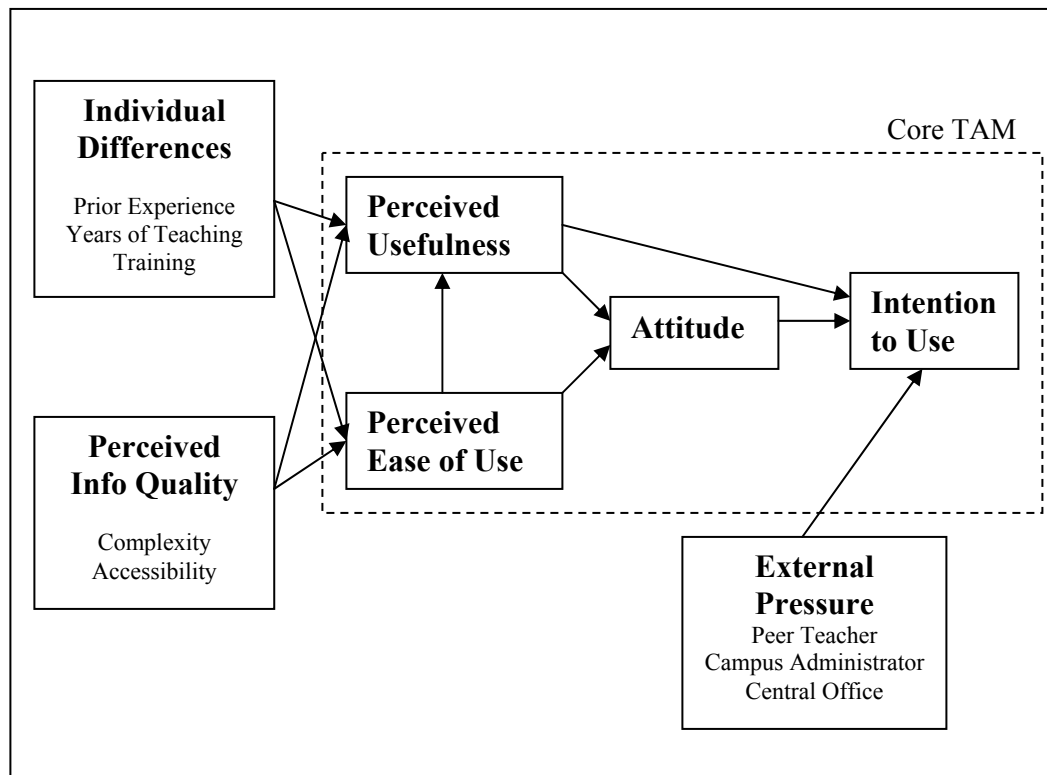 Individual
Differences
Prior Experience
Years of Teaching
Training
Core TAM
Perceived
Usefulness
Attitude
Intention
to Use
Perceived
Ease of Use
Perceived
Info Quality
Complexity
Accessibility
External
Pressure
Peer Teacher
Campus Administrator
Central Office